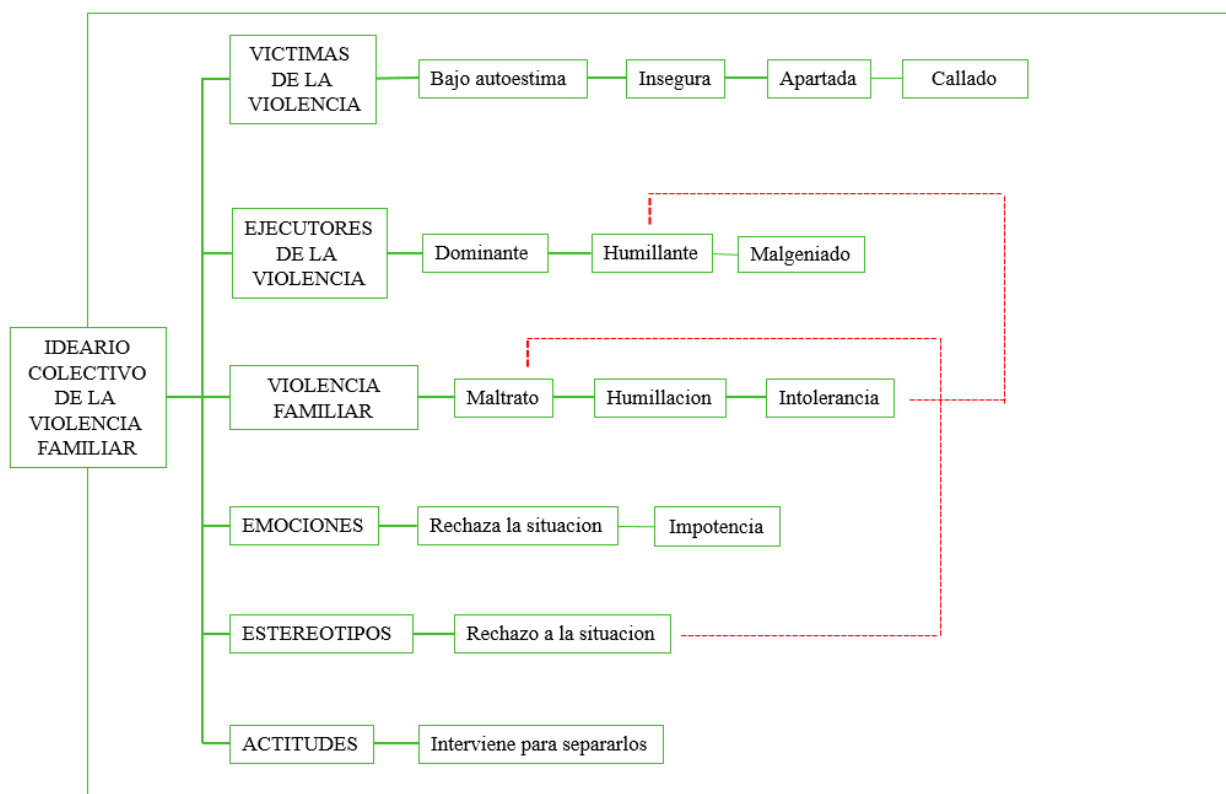 VICTIMAS
DE LA
VIOLENCIA
Bajo autoestima
Insegura
Apartada
Callado
EJECUTORES
DE LA
VIOLENCIA
Dominante
Humillante
Malgeniado
IDEARIO
COLECTIVO
DE LA
VIOLENCIA
FAMILIAR
VIOLENCIA
FAMILIAR
Maltrato
Humillacion
Intolerancia
EMOCIONES
Rechaza la situacion
Impotencia
ESTEREOTIPOS
Rechazo a la situacion
ACTITUDES
Interviene para separarlos